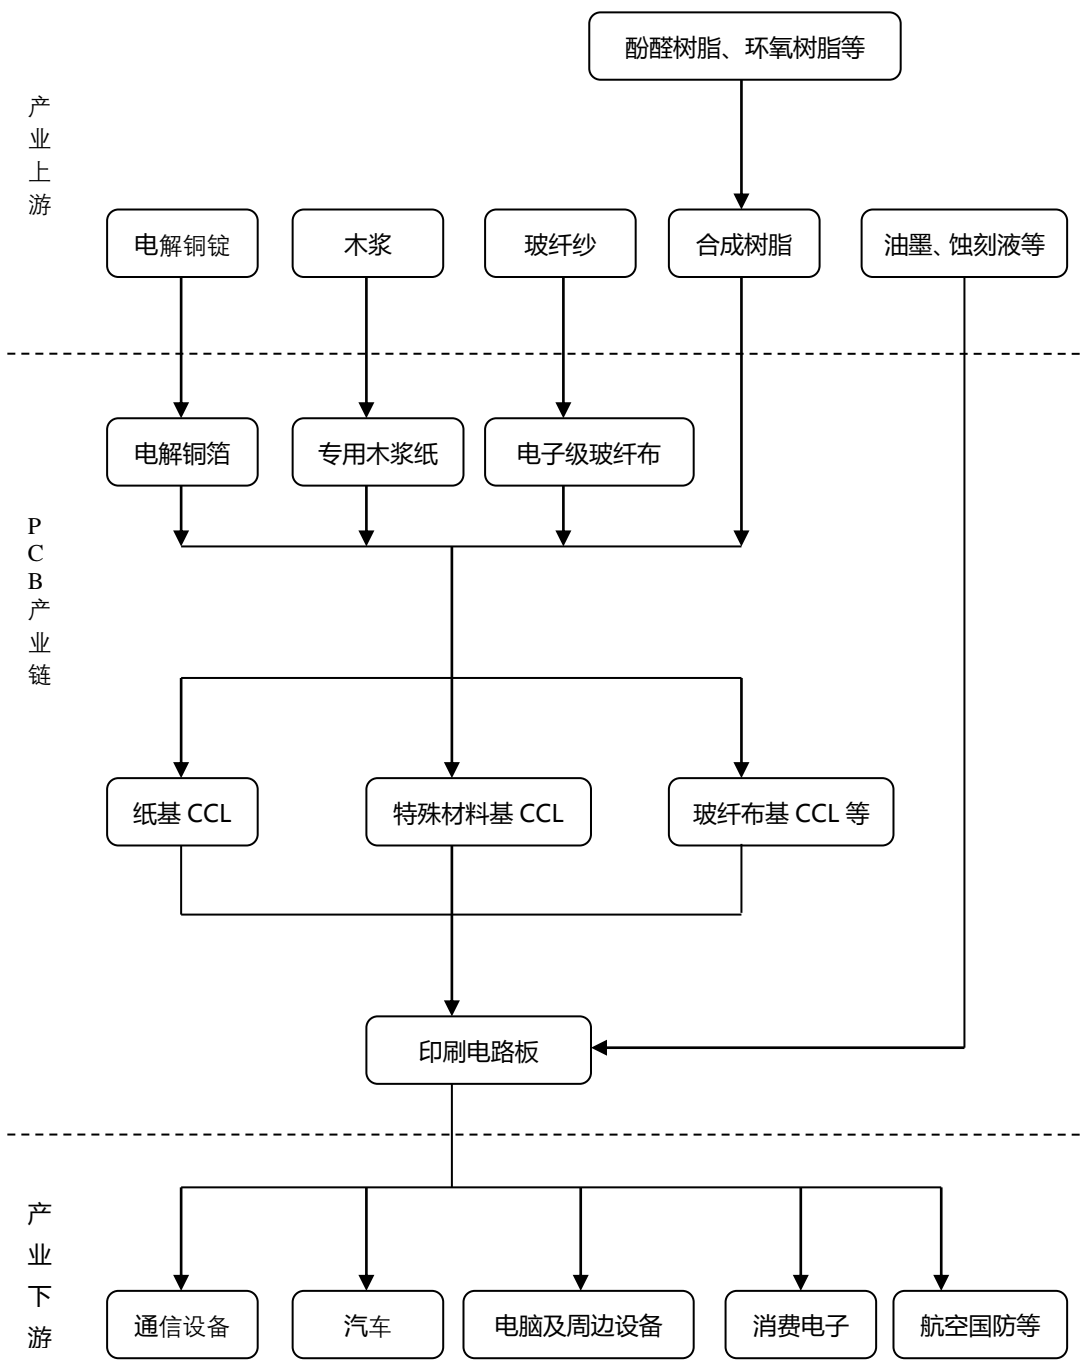 酚醛树脂、环氧树脂等
产业上游
电解铜锭
木浆
玻纤纱
合成树脂
油墨、蚀刻液等
电解铜箔
专用木浆纸
电子级玻纤布
PCB产业链
纸基 CCL
特殊材料基 CCL
玻纤布基 CCL 等
印刷电路板
产业下游
通信设备
汽车
电脑及周边设备
消费电子
航空国防等